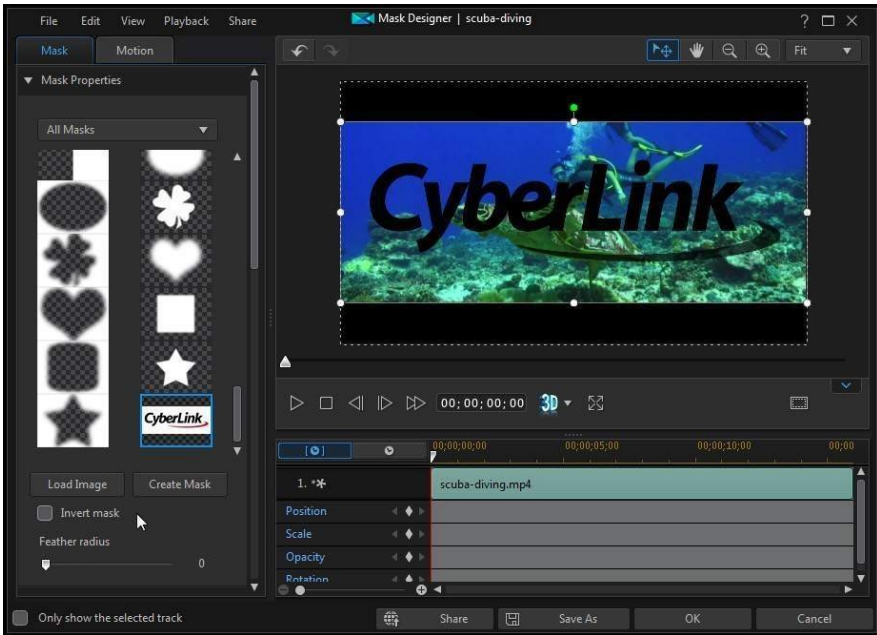 File Edit View Playback Share
Mask Designer | scuba-diving
?
Mask Motion
Mask Properties
All Masks
CyberLink
Load Image Create Mask
Invert mask
Feather radius
0
Only show the selected track
Fit
CyberLink
00;00;00;00 3D
00;00;00;00 00;00;05;00 00;00;10;00 00;00
1. *
scuba-diving.mp4
Position
Scale
Opacity
Rotation
Share Save As OK Cancel